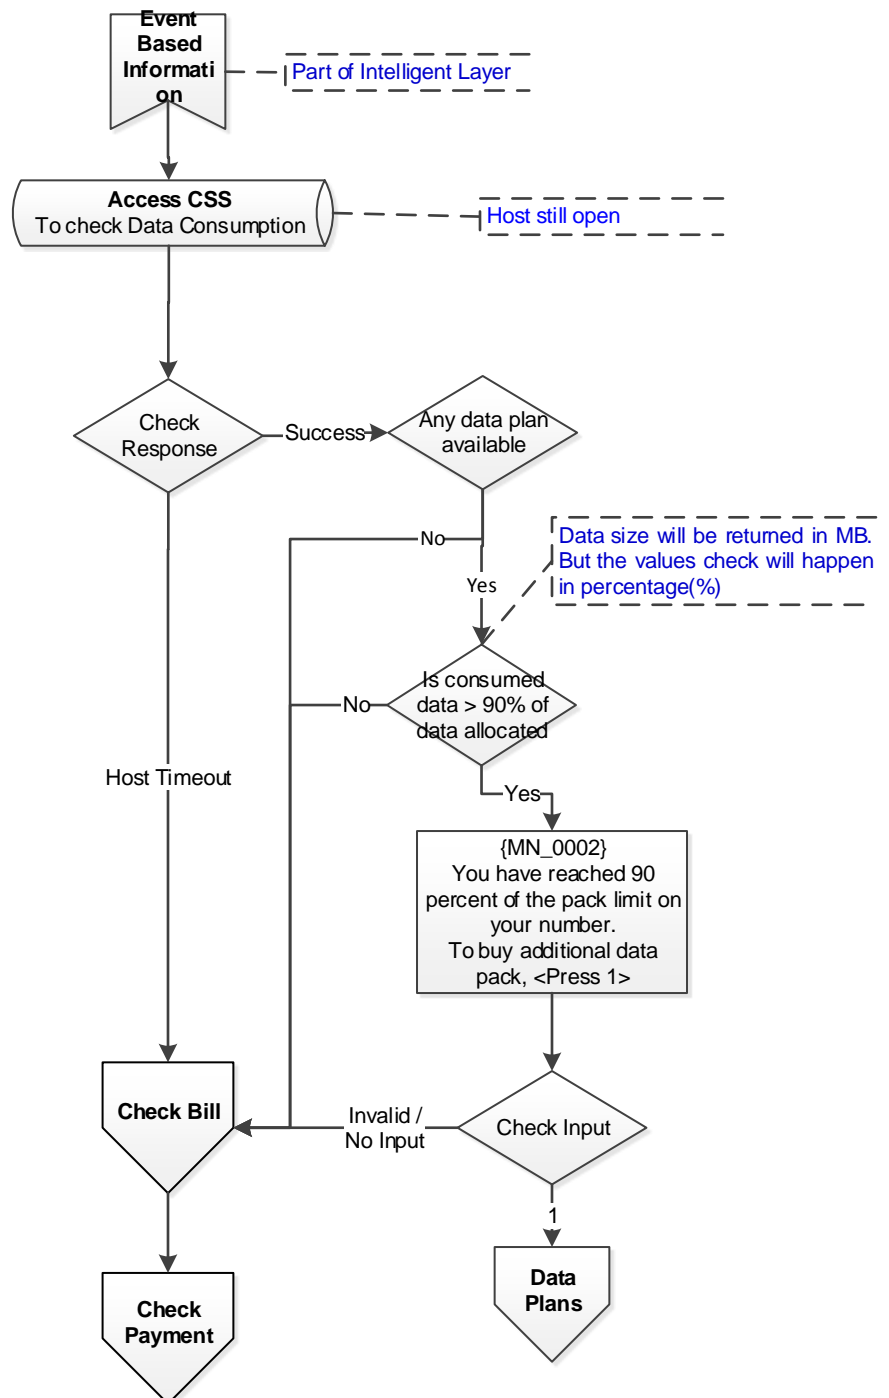 Event
Based
Informati
on
Part of Intelligent Layer
Access CSS
To check Data Consumption
Host still open
Check
Response
Success
Any data plan
available
No
Data size will be returned in MB.
But the values check will happen
in percentage(%)
Yes
Is consumed
data > 90% of
data allocated
No
Host Timeout
Yes
{MN_0002}
You have reached 90
percent of the pack limit on
your number.
To buy additional data
pack, <Press 1>
Check Bill
Invalid /
No Input
Check Input
1
Data
Plans
Check
Payment